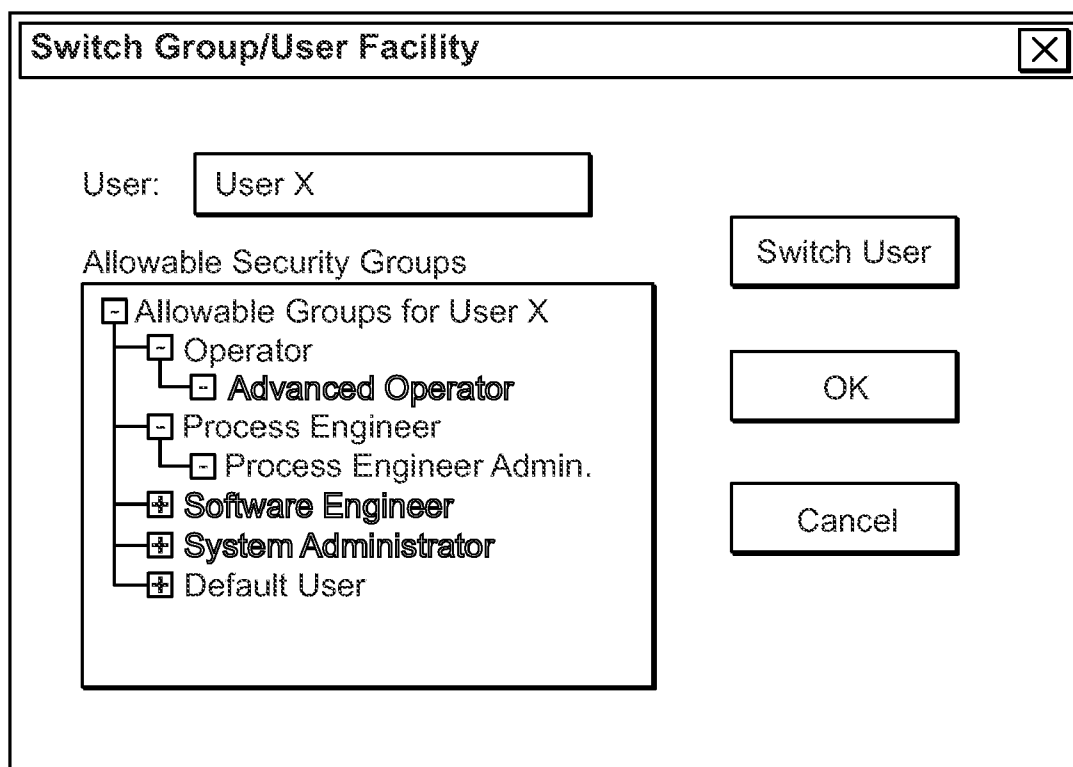 Switch Group/User Facility
User: User X
Allowable Security Groups
Allowable Groups for User X
Operator
Advanced Operator
Process Engineer
Process Engineer Admin.
Software Engineer
System Administrator
Default User
Switch User
OK
Cancel